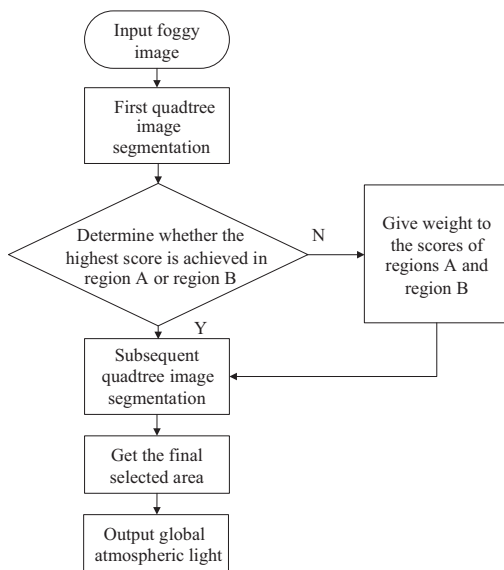 Input foggy
image
First quadtree
image
segmentation
Determine whether the
highest score is achieved in
region A or region B
N
Give weight to
the scores of
regions A and
region B
Y
Subsequent
quadtree image
segmentation
Get the final
selected area
Output global
atmospheric light